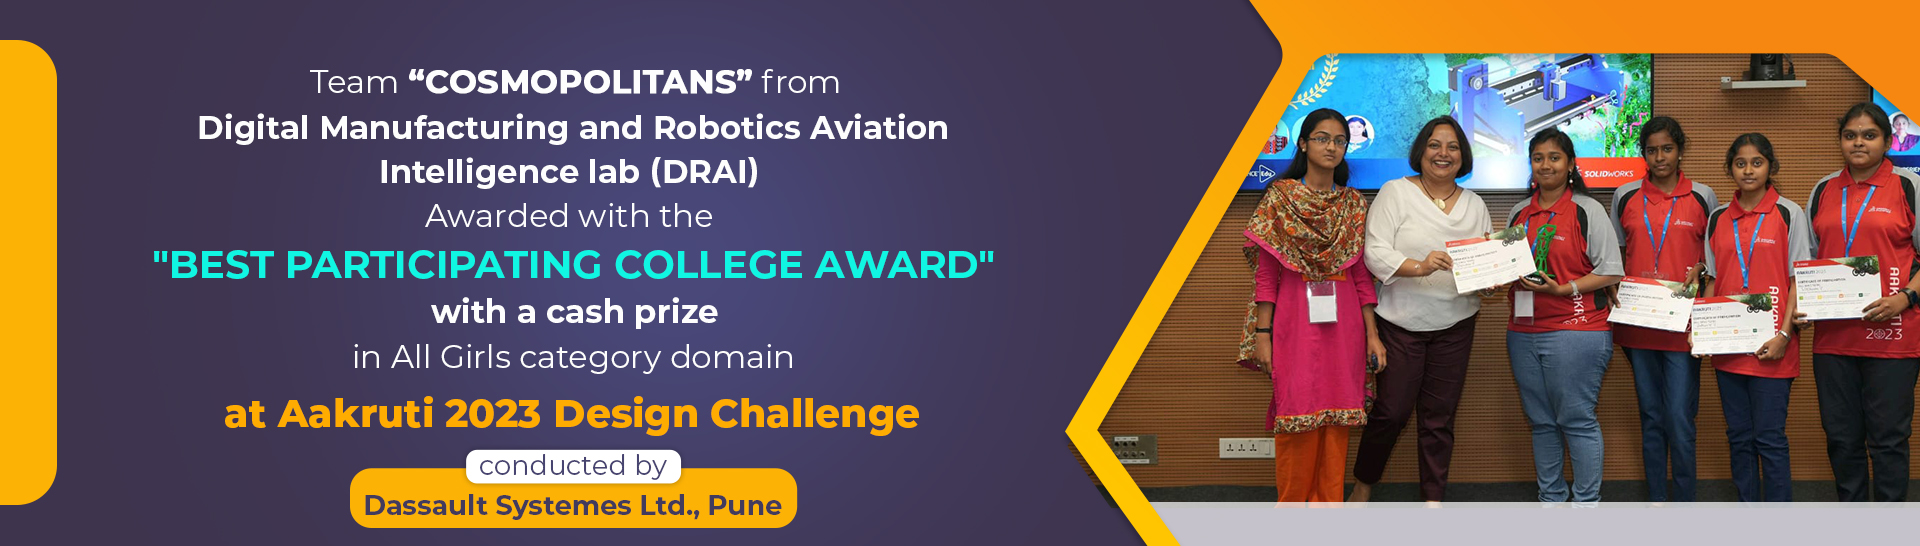 Team “COSMOPOLITANS” from
Digital Manufacturing and Robotics Aviation
Intelligence lab (DRAI)
Awarded with the
"BEST PARTICIPATING COLLEGE AWARD"
with a cash prize
in All Girls category domain
at Aakruti 2023 Design Challenge
conducted by
Dassault Systemes Ltd., Pune
Edu
SOLIDWORKS
AAKRUTI
2023